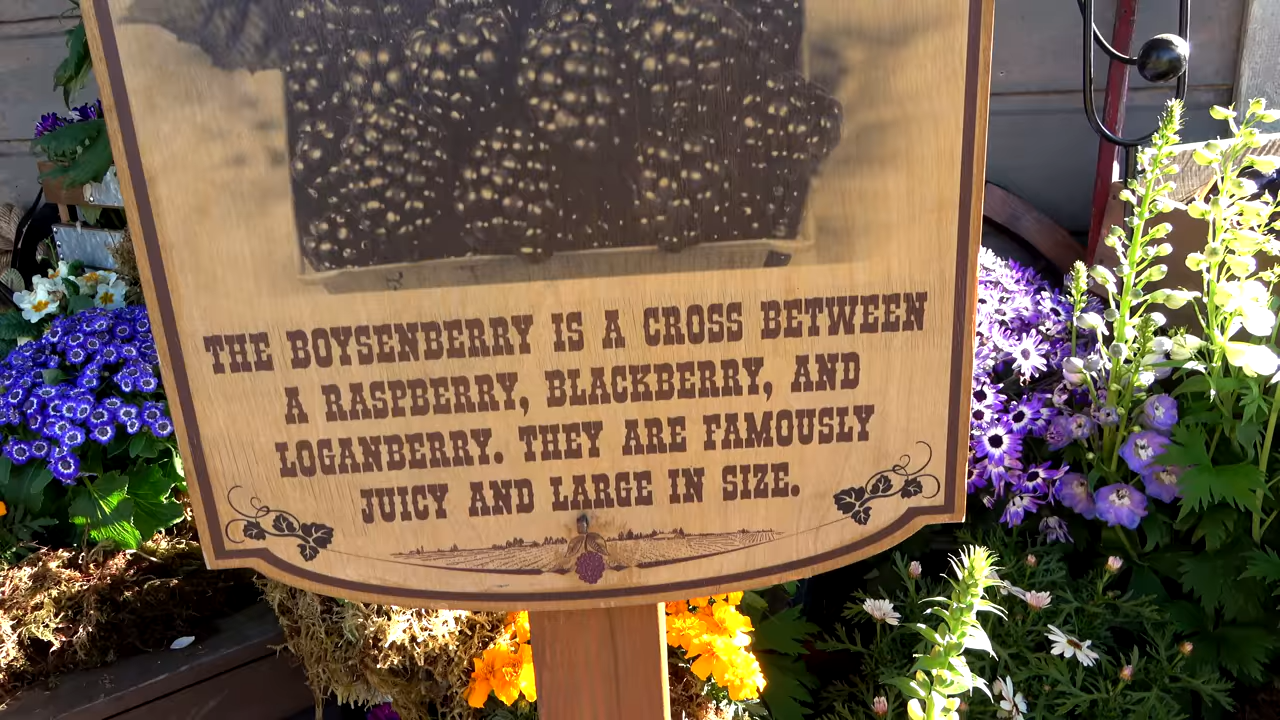 THE BOYSENBERRY IS A CROSS BETWEEN
A RASPBERRY, BLACKBERRY, AND
LOGANBERRY. THEY ARE FAMOUSLY
JUICY AND LARGE IN SIZE.